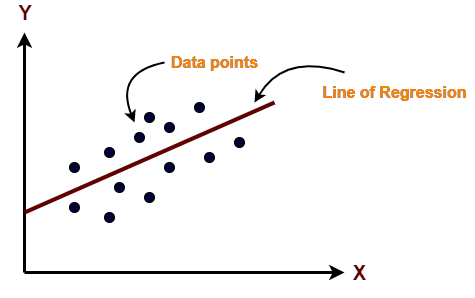 Y
Data points
Line of Regression
X